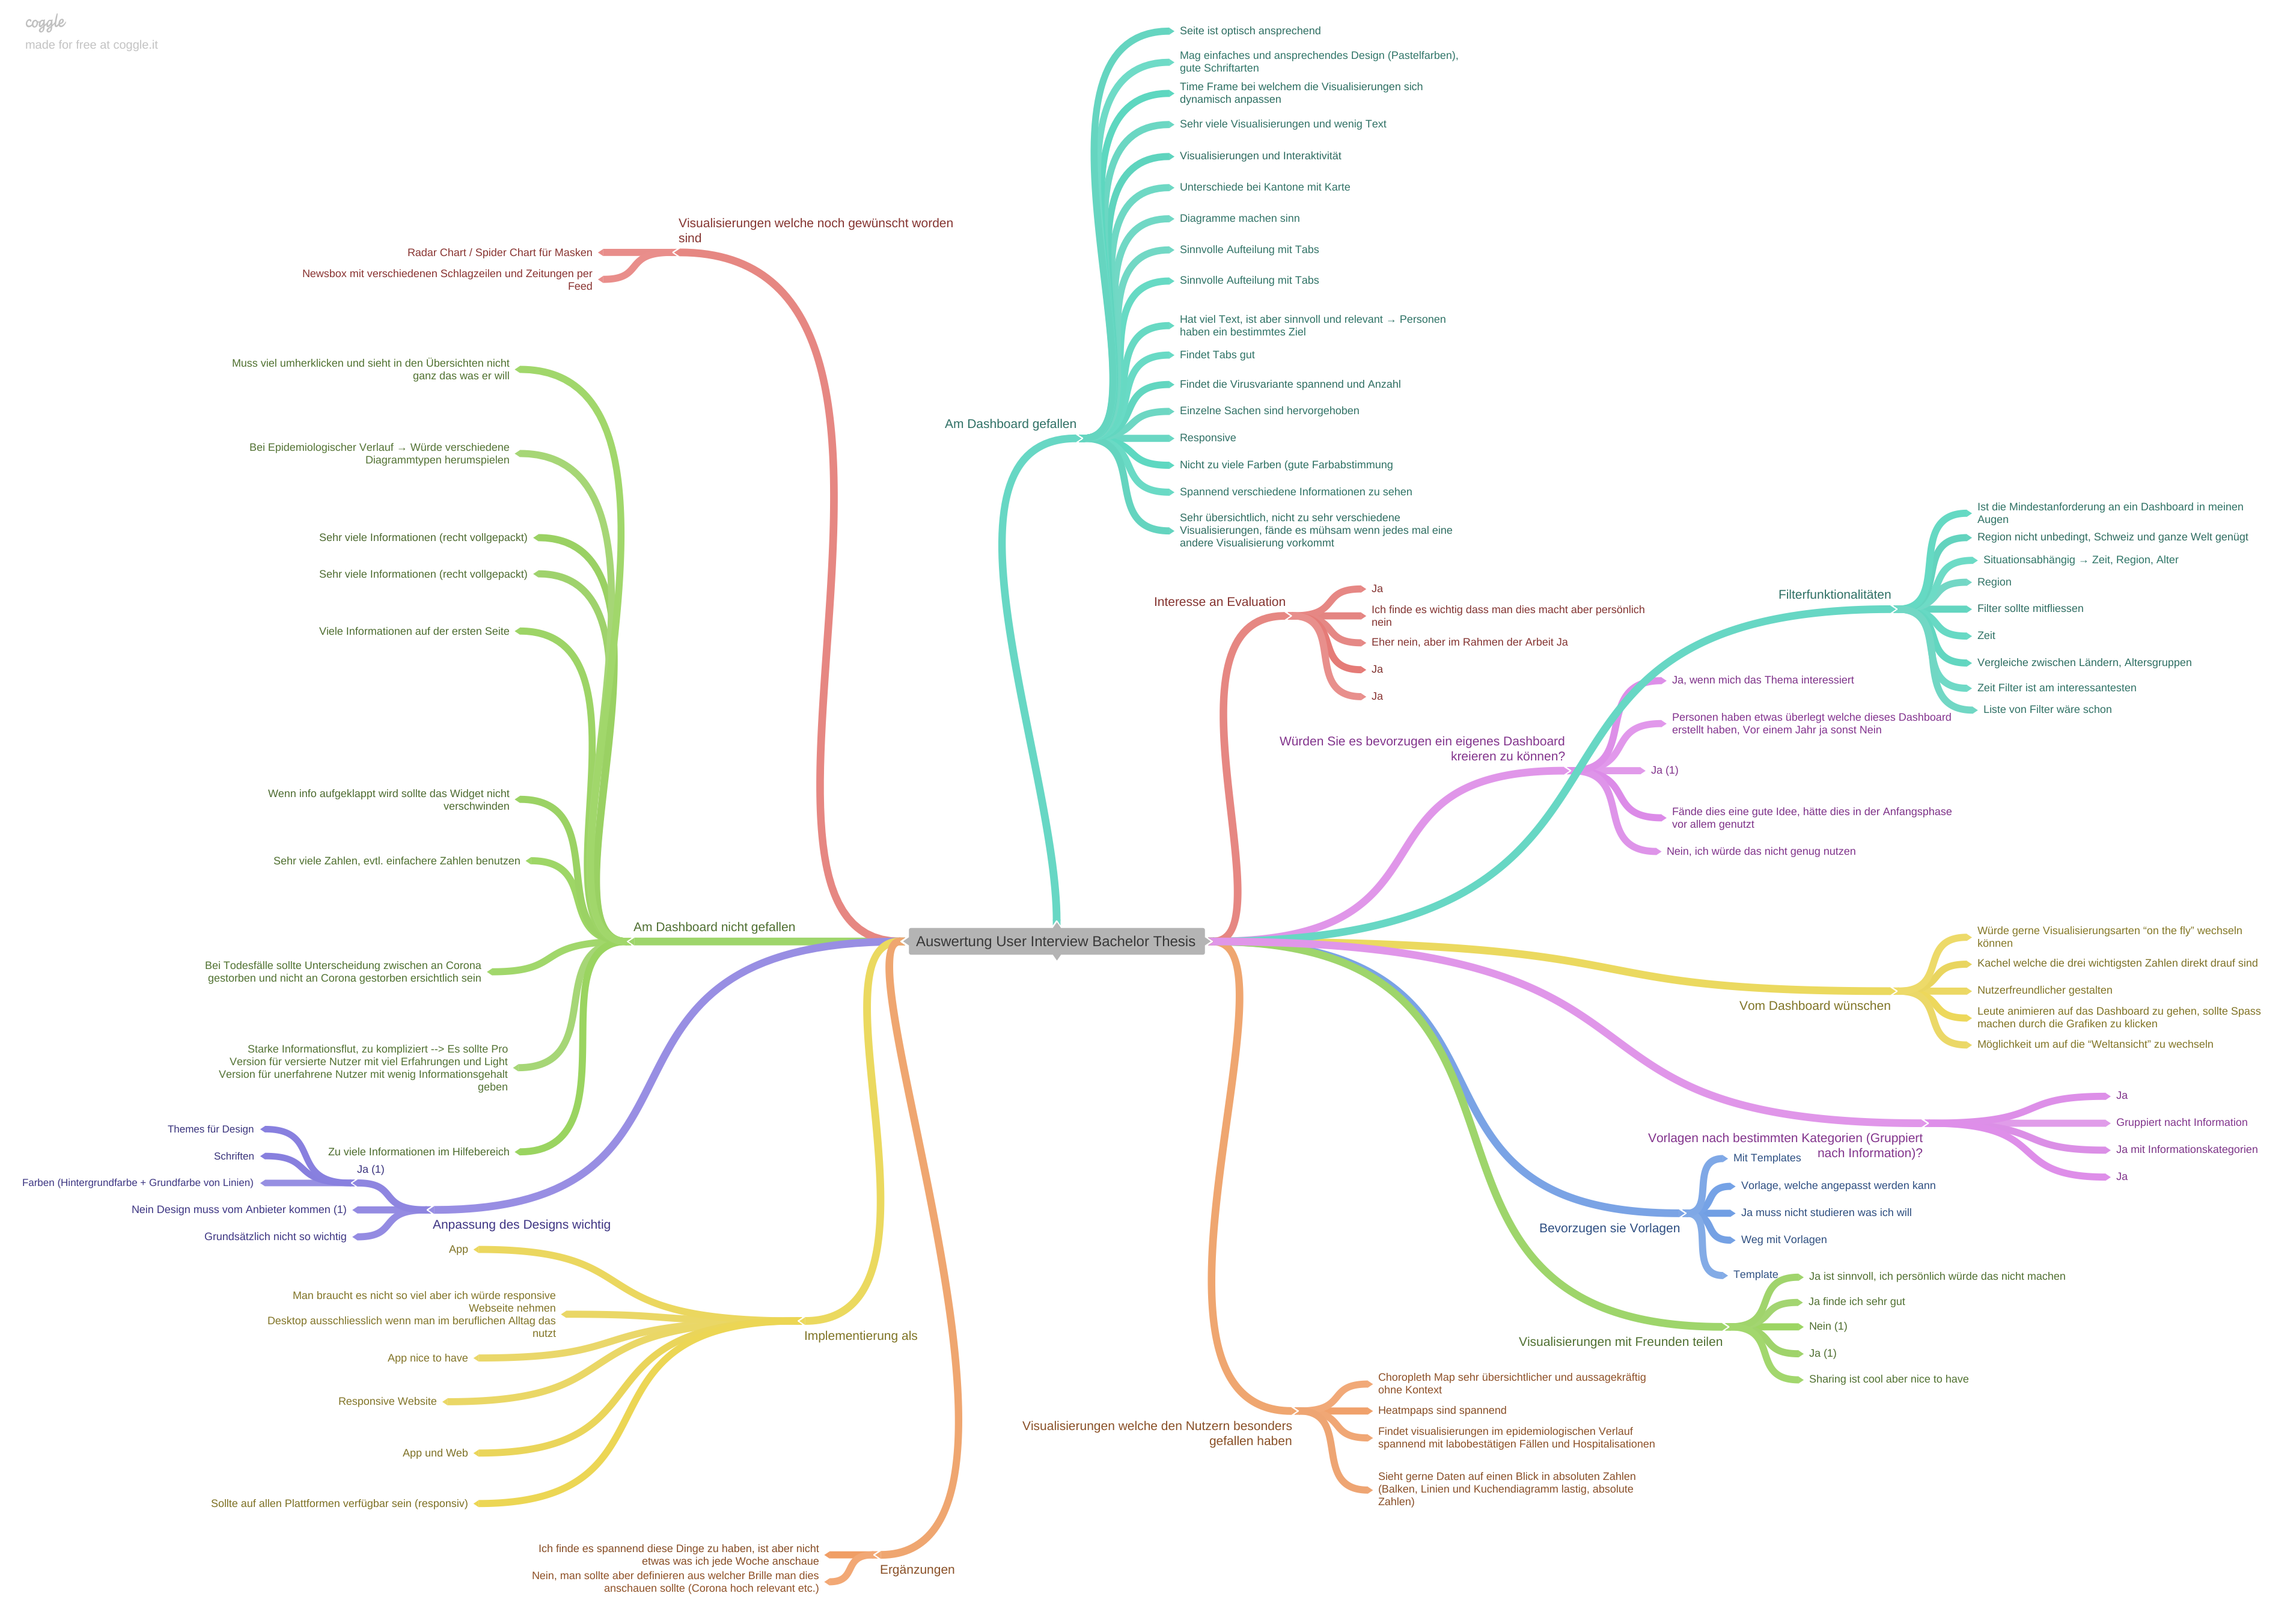 coggle
made for free at coggle.it
Auswertung User Interview Bachelor Thesis
Am Dashboard gefallen
Seite ist optisch ansprechend
Mag einfaches und ansprechendes Design (Pastelfarben),
gute Schriftarten
Time Frame bei welchem die Visualisierungen sich
dynamisch anpassen
Sehr viele Visualisierungen und wenig Text
Visualisierungen und Interaktivität
Unterschiede bei Kantone mit Karte
Diagramme machen sinn
Sinnvolle Aufteilung mit Tabs
Sinnvolle Aufteilung mit Tabs
Hat viel Text, ist aber sinnvoll und relevant → Personen
haben ein bestimmtes Ziel
Findet Tabs gut
Findet die Virusvariante spannend und Anzahl
Einzelne Sachen sind hervorgehoben
Responsive
Nicht zu viele Farben (gute Farbabstimmung
Spannend verschiedene Informationen zu sehen
Sehr übersichtlich, nicht zu sehr verschiedene
Visualisierungen, fände es mühsam wenn jedes mal eine
andere Visualisierung vorkommt
Interesse an Evaluation
Ja
Ich finde es wichtig dass man dies macht aber persönlich
nein
Eher nein, aber im Rahmen der Arbeit Ja
Ja
Ja
Filterfunktionalitäten
Ist die Mindestanforderung an ein Dashboard in meinen
Augen
Region nicht unbedingt, Schweiz und ganze Welt genügt
Situationsabhängig → Zeit, Region, Alter
Region
Filter sollte mitfliessen
Zeit
Vergleiche zwischen Ländern, Altersgruppen
Zeit Filter ist am interessantesten
Liste von Filter wäre schon
Würden Sie es bevorzugen ein eigenes Dashboard
kreieren zu können?
Ja, wenn mich das Thema interessiert
Personen haben etwas überlegt welche dieses Dashboard
erstellt haben, Vor einem Jahr ja sonst Nein
Ja (1)
Fände dies eine gute Idee, hätte dies in der Anfangsphase
vor allem genutzt
Nein, ich würde das nicht genug nutzen
Vom Dashboard wünschen
Würde gerne Visualisierungsarten “on the fly” wechseln
können
Kachel welche die drei wichtigsten Zahlen direkt drauf sind
Nutzerfreundlicher gestalten
Leute animieren auf das Dashboard zu gehen, sollte Spass
machen durch die Grafiken zu klicken
Möglichkeit um auf die “Weltansicht” zu wechseln
Vorlagen nach bestimmten Kategorien (Gruppiert
nach Information)?
Ja
Gruppiert nacht Information
Ja mit Informationskategorien
Ja
Bevorzugen sie Vorlagen
Mit Templates
Vorlage, welche angepasst werden kann
Ja muss nicht studieren was ich will
Weg mit Vorlagen
Template
Visualisierungen mit Freunden teilen
Ja ist sinnvoll, ich persönlich würde das nicht machen
Ja finde ich sehr gut
Nein (1)
Ja (1)
Sharing ist cool aber nice to have
Visualisierungen welche den Nutzern besonders
gefallen haben
Choropleth Map sehr übersichtlicher und aussagekräftig
ohne Kontext
Heatmpaps sind spannend
Findet visualisierungen im epidemiologischen Verlauf
spannend mit labobestätigen Fällen und Hospitalisationen
Sieht gerne Daten auf einen Blick in absoluten Zahlen
(Balken, Linien und Kuchendiagramm lastig, absolute
Zahlen)
Visualisierungen welche noch gewünscht worden
sind
Radar Chart / Spider Chart für Masken
Newsbox mit verschiedenen Schlagzeilen und Zeitungen per
Feed
Am Dashboard nicht gefallen
Muss viel umherklicken und sieht in den Übersichten nicht
ganz das was er will
Bei Epidemiologischer Verlauf → Würde verschiedene
Diagrammtypen herumspielen
Sehr viele Informationen (recht vollgepackt)
Sehr viele Informationen (recht vollgepackt)
Viele Informationen auf der ersten Seite
Wenn info aufgeklappt wird sollte das Widget nicht
verschwinden
Sehr viele Zahlen, evtl. einfachere Zahlen benutzen
Bei Todesfälle sollte Unterscheidung zwischen an Corona
gestorben und nicht an Corona gestorben ersichtlich sein
Starke Informationsflut, zu kompliziert --> Es sollte Pro
Version für versierte Nutzer mit viel Erfahrungen und Light
Version für unerfahrene Nutzer mit wenig Informationsgehalt
geben
Zu viele Informationen im Hilfebereich
Anpassung des Designs wichtig
Ja (1)
Themes für Design
Schriften
Farben (Hintergrundfarbe + Grundfarbe von Linien)
Nein Design muss vom Anbieter kommen (1)
Grundsätzlich nicht so wichtig
Implementierung als
App
Man braucht es nicht so viel aber ich würde responsive
Webseite nehmen
Desktop ausschliesslich wenn man im beruflichen Alltag das
nutzt
App nice to have
Responsive Website
App und Web
Sollte auf allen Plattformen verfügbar sein (responsiv)
Ergänzungen
Ich finde es spannend diese Dinge zu haben, ist aber nicht
etwas was ich jede Woche anschaue
Nein, man sollte aber definieren aus welcher Brille man dies
anschauen sollte (Corona hoch relevant etc.)